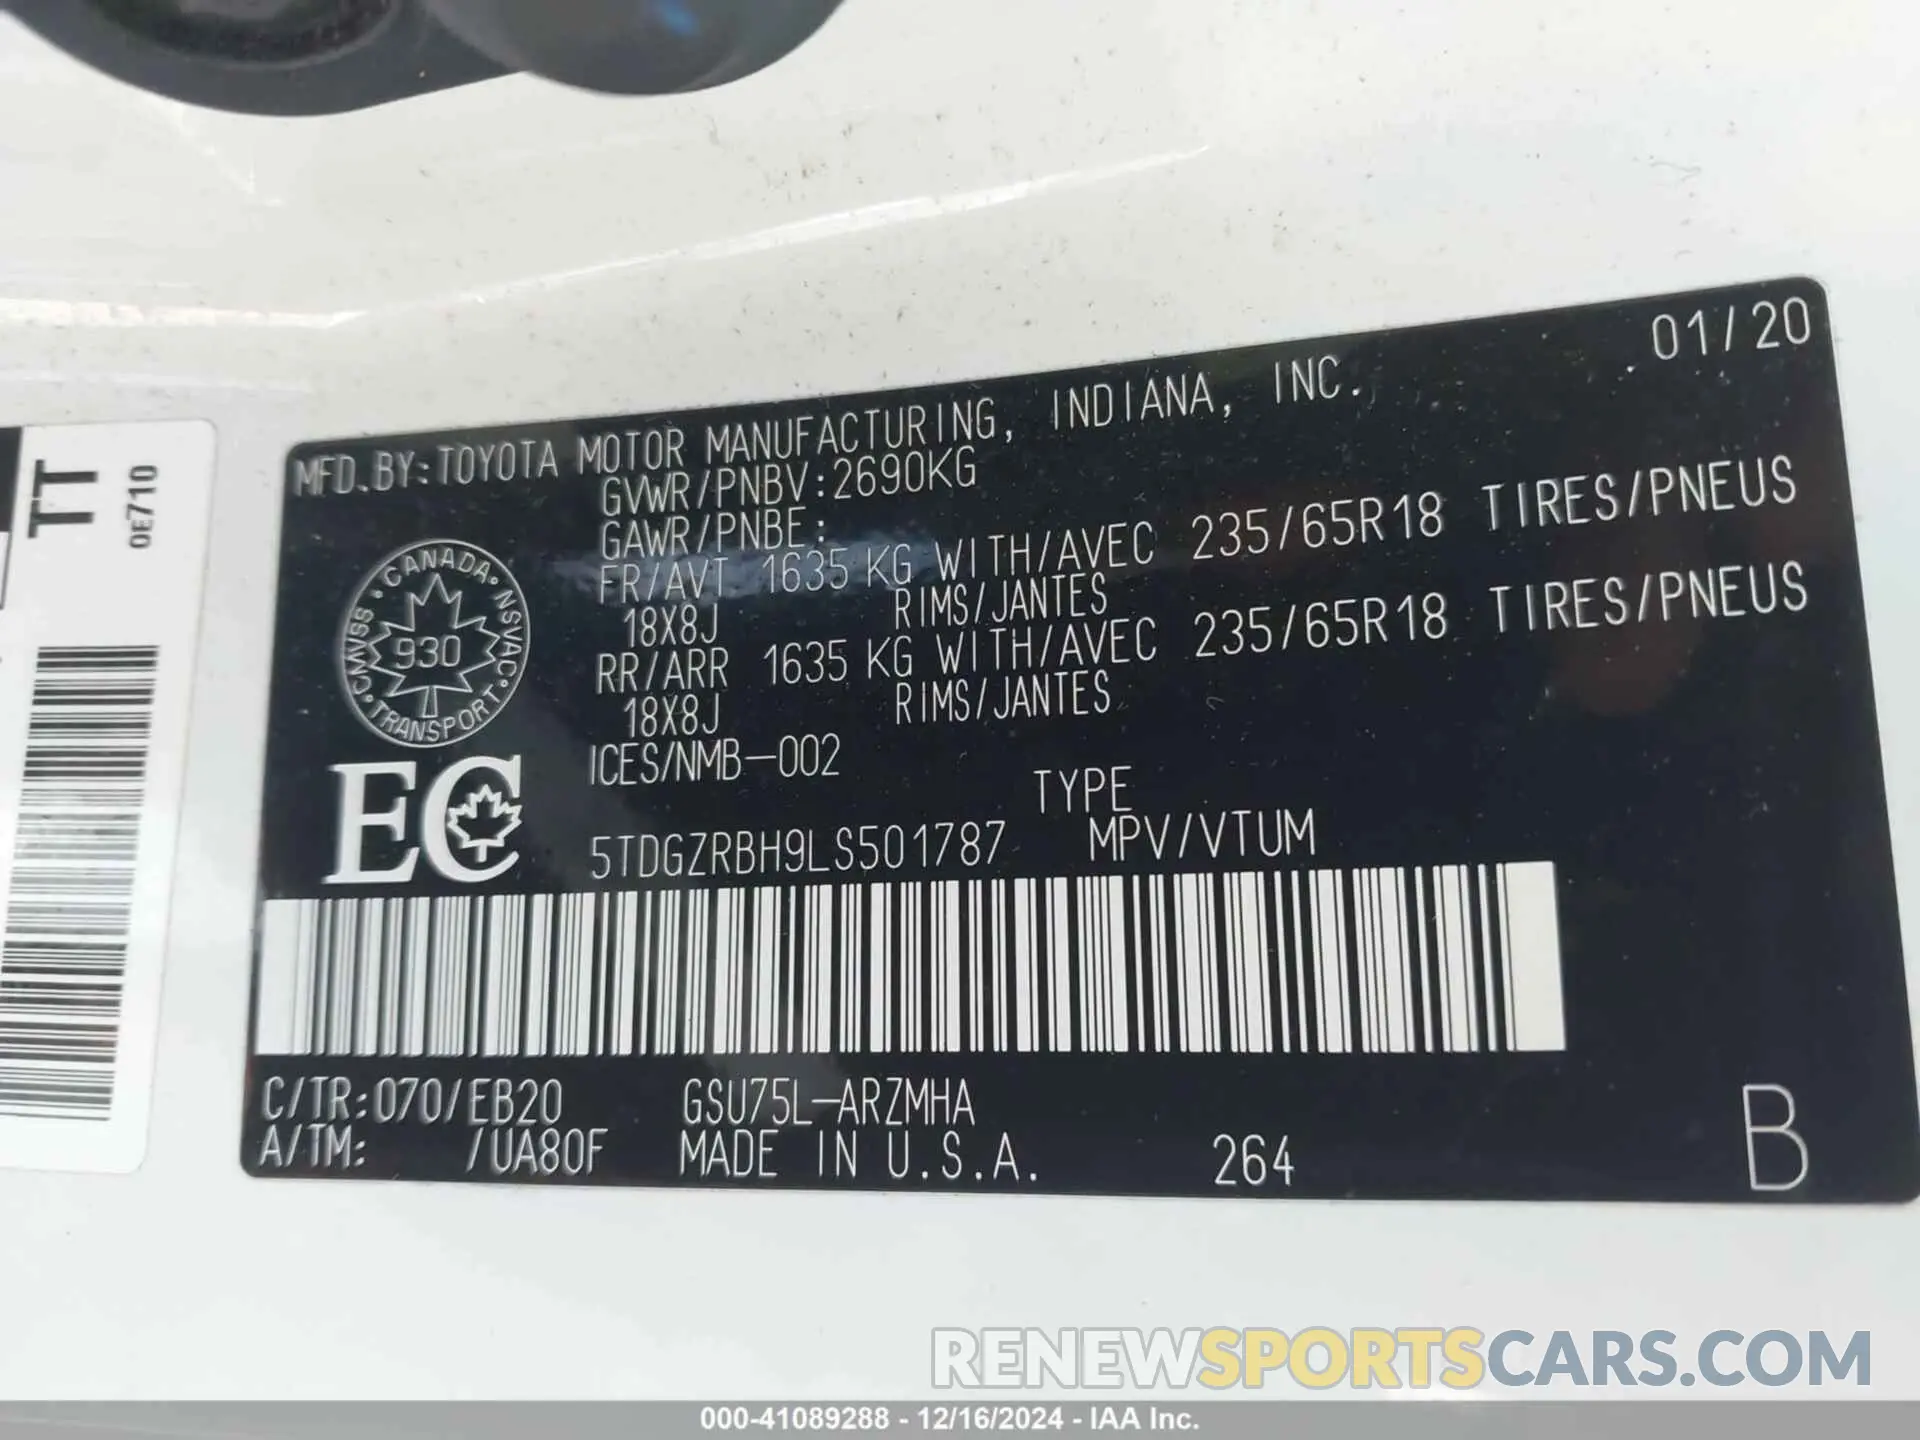 01/20
MFD.BY:TOYOTA MOTOR MANUFACTURING, INDIANA, INC.
GVWR/PNBV:2690KG
GAWR/PNBE:
FR/AVT 1635 KG WITH/AVEC 235/65R18 TIRES/PNEUS
18X8J RIMS/JANTES
RR/ARR 1635 KG WITH/AVEC 235/65R18 TIRES/PNEUS
18X8J RIMS/JANTES
ICES/NMB-002
CANADA
NSVAC
TRANSPORT
CMVSS
930
EC
TYPE
5TDGZRBH9LS501787 MPV/VTUM
C/TR:070/EB20 GSU75L-ARZMHA
A/TM: /UA80F MADE IN U.S.A. 264
B
TT
0E710
RENEWSPORTSCARS.COM
000-41089288 - 12/16/2024 - IAA Inc.